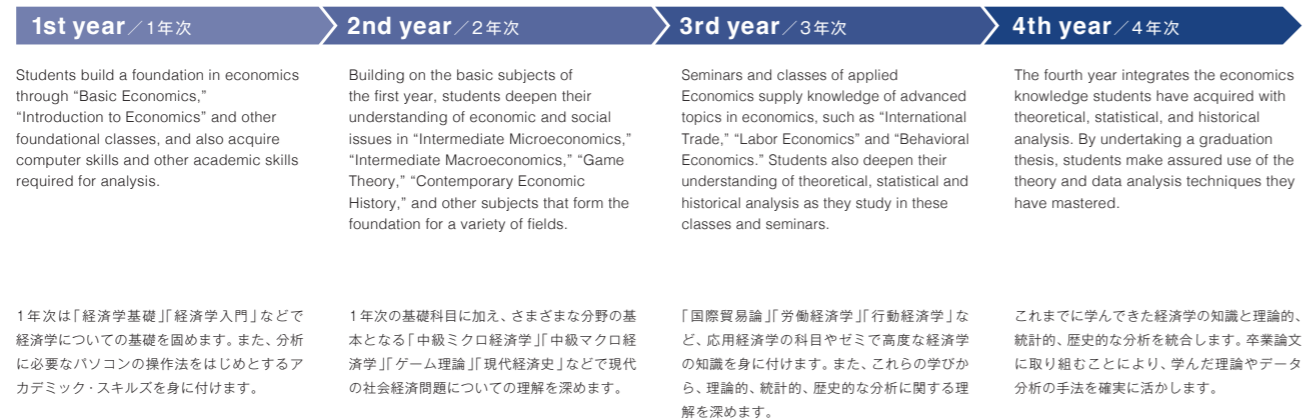 1st year／1年次
2nd year／2年次
3rd year／3年次
4th year／4年次
Students build a foundation in economics
through “Basic Economics,”
“Introduction to Economics” and other
foundational classes, and also acquire
computer skills and other academic skills
required for analysis.
Building on the basic subjects of
the first year, students deepen their
understanding of economic and social
issues in “Intermediate Microeconomics,”
“Intermediate Macroeconomics,” “Game
Theory,” “Contemporary Economic
History,” and other subjects that form the
foundation for a variety of fields.
Seminars and classes of applied
Economics supply knowledge of advanced
topics in economics, such as “International
Trade,” “Labor Economics” and “Behavioral
Economics.” Students also deepen their
understanding of theoretical, statistical and
historical analysis as they study in these
classes and seminars.
The fourth year integrates the economics
knowledge students have acquired with
theoretical, statistical, and historical
analysis. By undertaking a graduation
thesis, students make assured use of the
theory and data analysis techniques they
have mastered.
1年次は「経済学基礎」「経済学入門」などで
経済学についての基礎を固めます。また、分析
に必要なパソコンの操作法をはじめとするア
カデミック・スキルズを身に付けます。
1年次の基礎科目に加え、さまざまな分野の基
本となる「中級ミクロ経済学」「中級マクロ経
済学」「ゲーム理論」「現代経済史」などで現代
の社会経済問題についての理解を深めます。
「国際貿易論」「労働経済学」「行動経済学」な
ど、応用経済学の科目やゼミで高度な経済学
の知識を身に付けます。また、これらの学びか
ら、理論的、統計的、歴史的な分析に関する理
解を深めます。
これまでに学んできた経済学の知識と理論的、
統計的、歴史的な分析を統合します。卒業論文
に取り組むことにより、学んだ理論やデータ
分析の手法を確実に活かします。